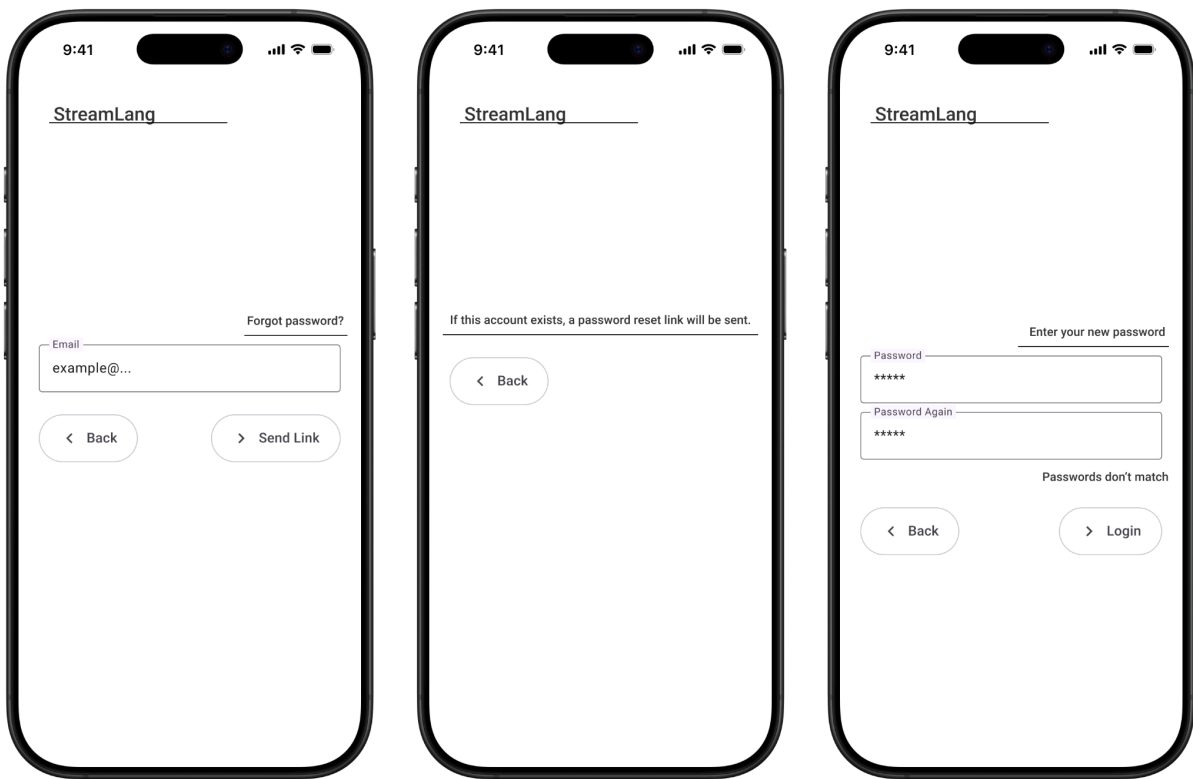 9:41
StreamLang
Forgot password?
Email
example@...
Back
Send Link
9:41
StreamLang
If this account exists, a password reset link will be sent.
Back
9:41
StreamLang
Enter your new password
Password
*****
Password Again
*****
Passwords don’t match
Back
Login